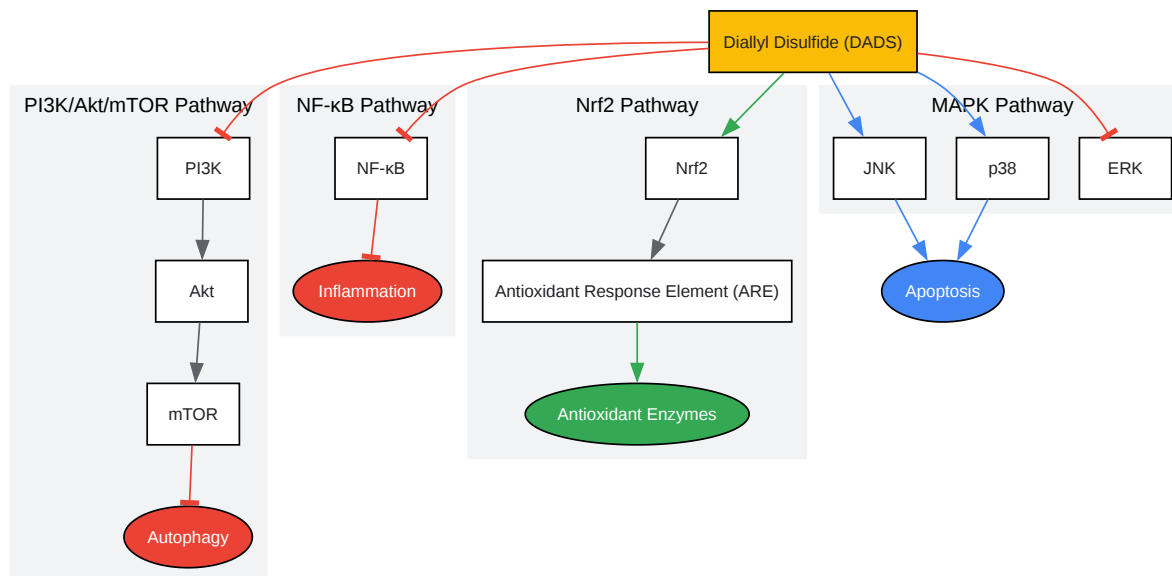 Diallyl Disulfide (DADS)
PI3K/Akt/mTOR Pathway
NF-κB Pathway
Nrf2 Pathway
MAPK Pathway
PI3K
NF-κB
Nrf2
JNK
p38
ERK
Akt
Inflammation
Antioxidant Response Element (ARE)
Apoptosis
mTOR
Antioxidant Enzymes
Autophagy